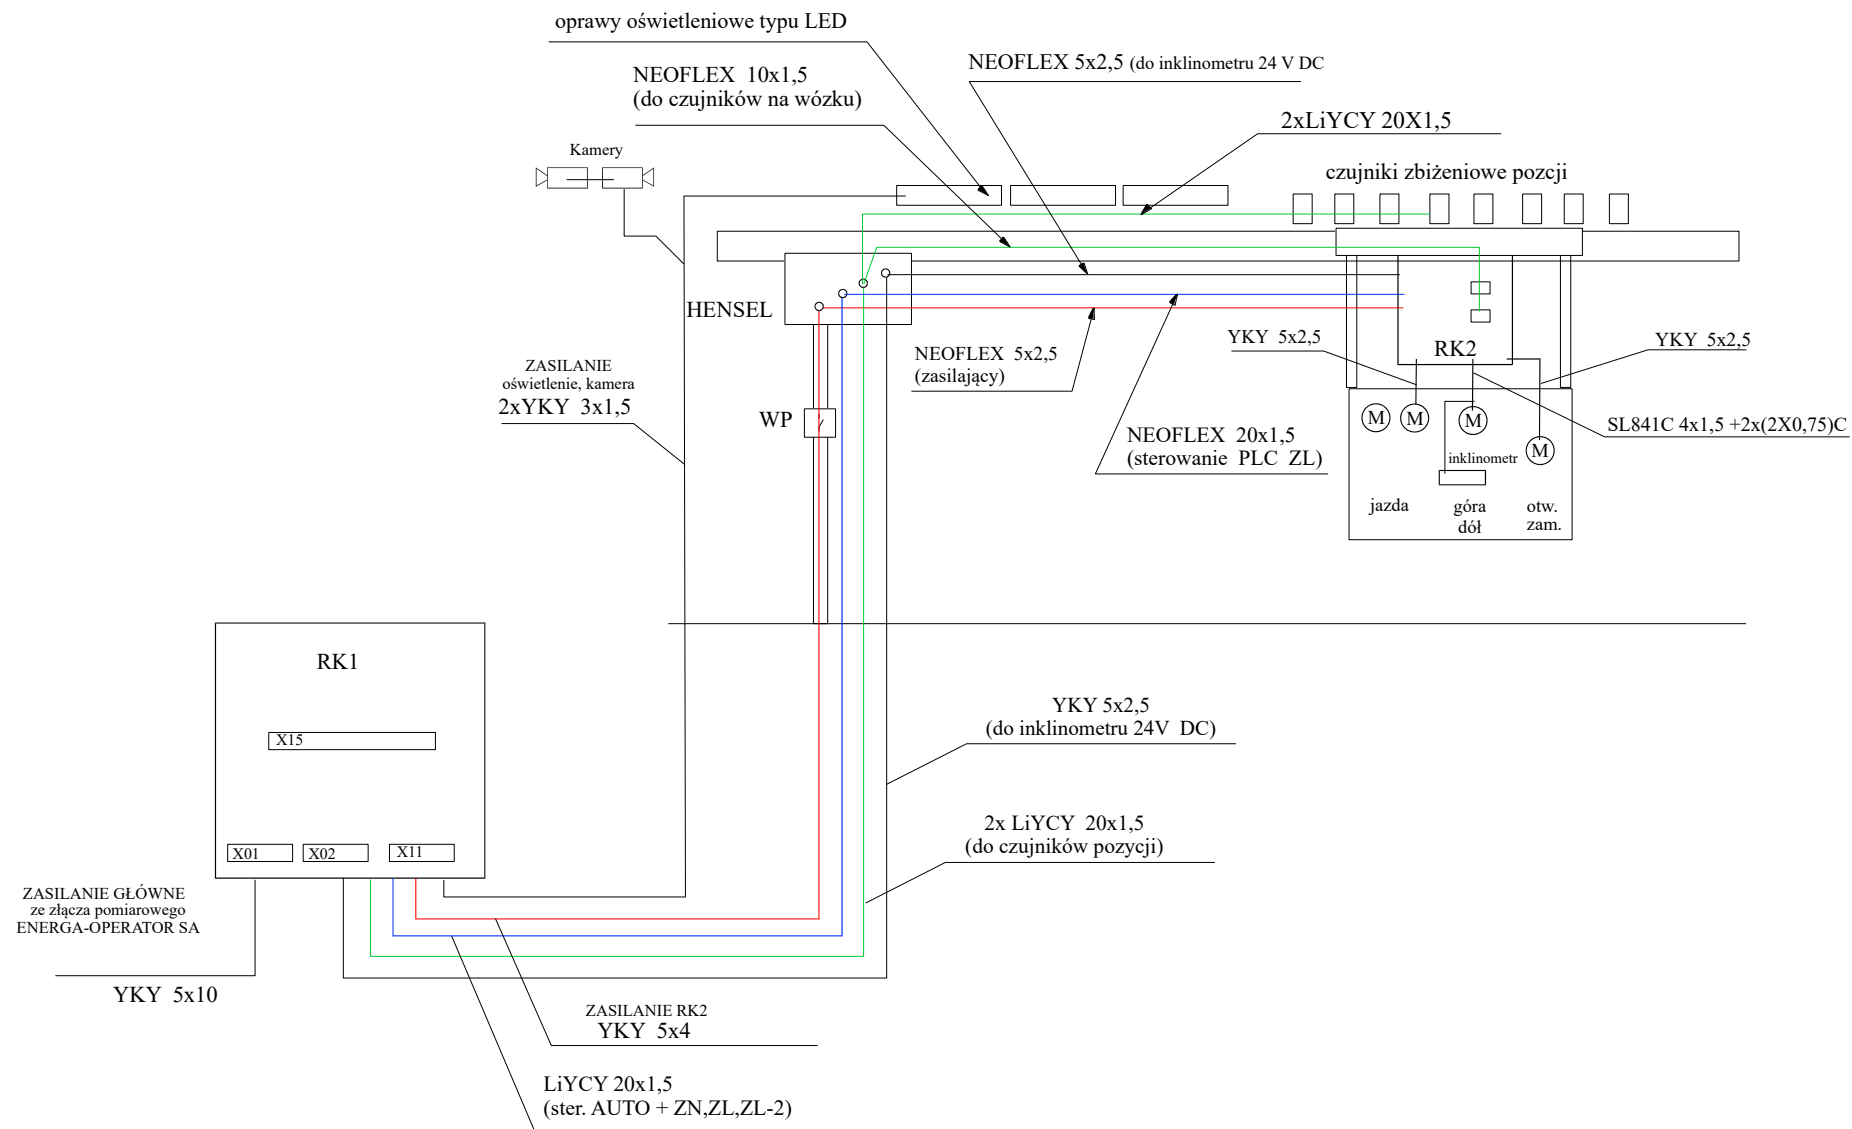 oprawy oświetleniowe typu LED
NEOFLEX 5x2,5 (do inklinometru 24 V DC
NEOFLEX 10x1,5
(do czujników na wózku)
2xLiYCY 20X1,5
Kamery
czujniki zbiżeniowe pozcji
HENSEL
NEOFLEX 5x2,5
(zasilający)
YKY 5x2,5
RK2
YKY 5x2,5
ZASILANIE
oświetlenie, kamera
2xYKY 3x1,5
WP
NEOFLEX 20x1,5
(sterowanie PLC ZL)
M
M
M
M
SL841C 4x1,5 +2x(2X0,75)C
inklinometr
jazda
góra
dół
otw.
zam.
RK1
X15
X01
X02
X11
YKY 5x2,5
(do inklinometru 24V DC)
2x LiYCY 20x1,5
(do czujników pozycji)
ZASILANIE GŁÓWNE
ze złącza pomiarowego
ENERGA-OPERATOR SA
YKY 5x10
ZASILANIE RK2
YKY 5x4
LiYCY 20x1,5
(ster. AUTO + ZN,ZL,ZL-2)